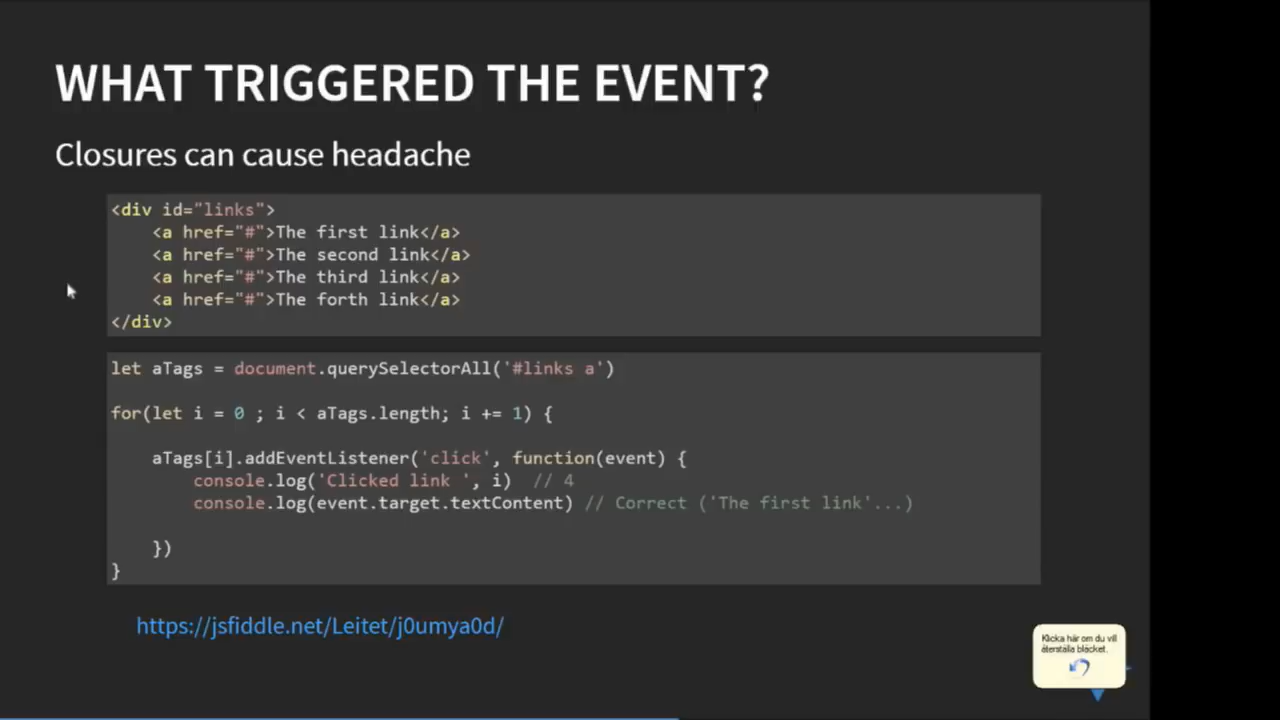 WHAT TRIGGERED THE EVENT?
Closures can cause headache
<div id="links">
    <a href="#">The first link</a>
    <a href="#">The second link</a>
    <a href="#">The third link</a>
    <a href="#">The forth link</a>
</div>
let aTags = document.querySelectorAll('#links a')
for(let i = 0 ; i < aTags.length; i += 1) {
    aTags[i].addEventListener('click', function(event) {
        console.log('Clicked link ', i)  // 4
        console.log(event.target.textContent) // Correct ('The first link'...)
    })
}
https://jsfiddle.net/Leitet/j0umya0d/
Klicka här om du vill
återställa bläcket.